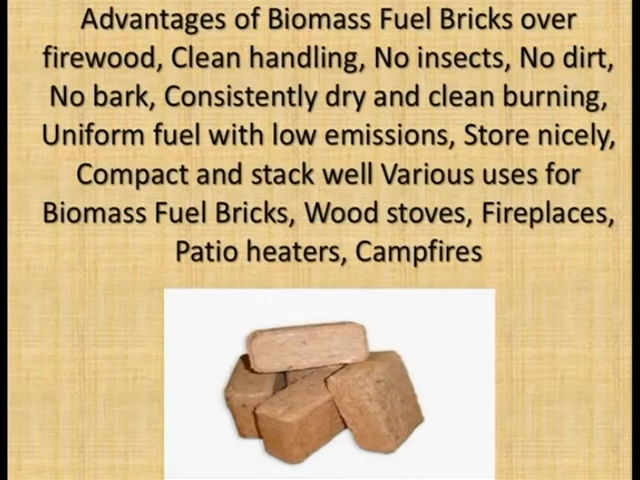 Advantages of Biomass Fuel Bricks over
firewood, Clean handling, No insects, No dirt,
No bark, Consistently dry and clean burning,
Uniform fuel with low emissions, Store nicely,
Compact and stack well Various uses for
Biomass Fuel Bricks, Wood stoves, Fireplaces,
Patio heaters, Campfires